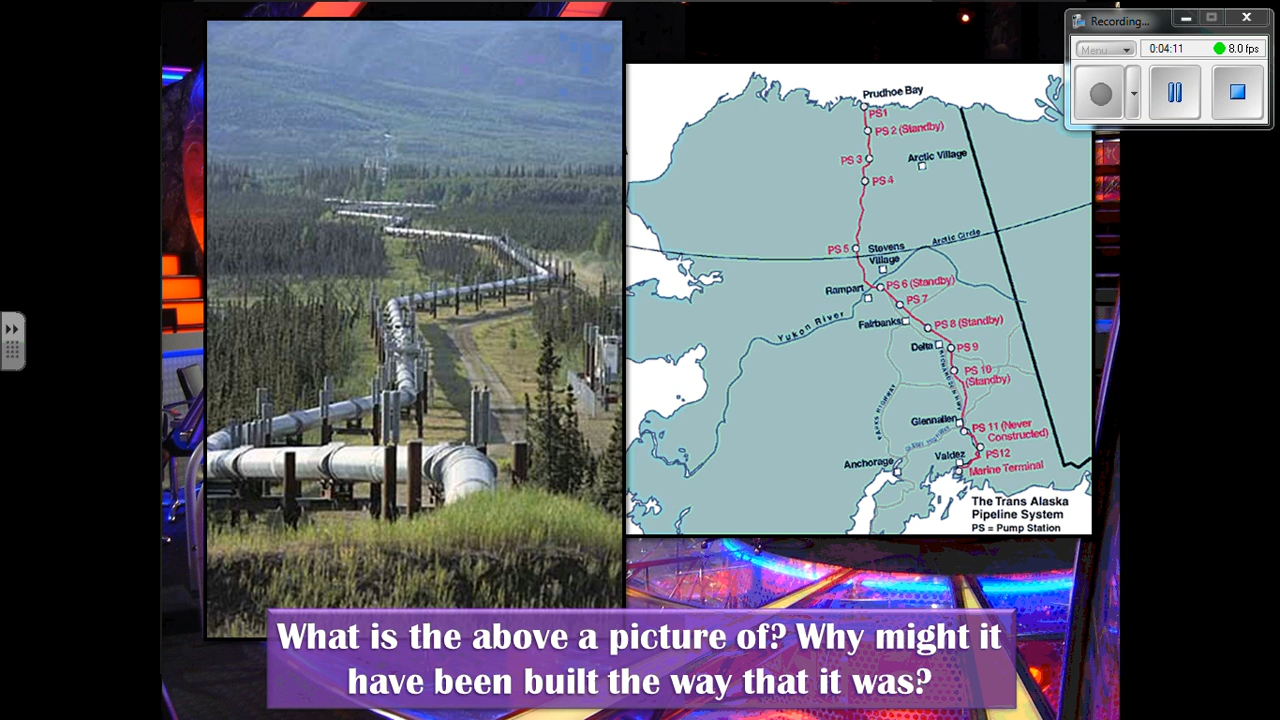 Recording...
Menu
0:04:11
8.0 fps
Prudhoe Bay
PS1
PS 2 (Standby)
PS 3
Arctic Village
PS 4
PS 5
Stevens
Village
Arctic Circle
Rampart
PS 6 (Standby)
PS 7
Yukon River
Fairbanks
PS 8 (Standby)
Delta
PS 9
PS 10
(Standby)
RICHARDSON HWY
PARKS HIGHWAY
Glennallen
PS 11 (Never
Constructed)
Valdez
PS12
Anchorage
Marine Terminal
The Trans Alaska
Pipeline System
PS = Pump Station
What is the above a picture of? Why might it
have been built the way that it was?